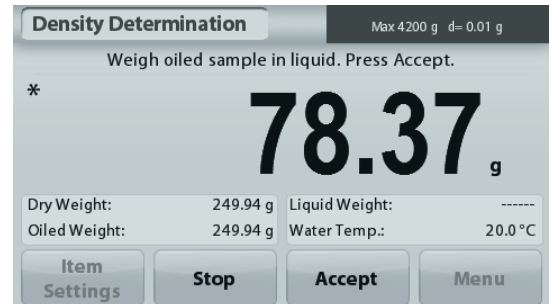 Density Determination
Max 4200 g d= 0.01 g
Weigh oiled sample in liquid. Press Accept.
*
78.37 g
Dry Weight: 249.94 g Liquid Weight: ------
Oiled Weight: 249.94 g Water Temp.: 20.0 °C
Item Settings
Stop
Accept
Menu